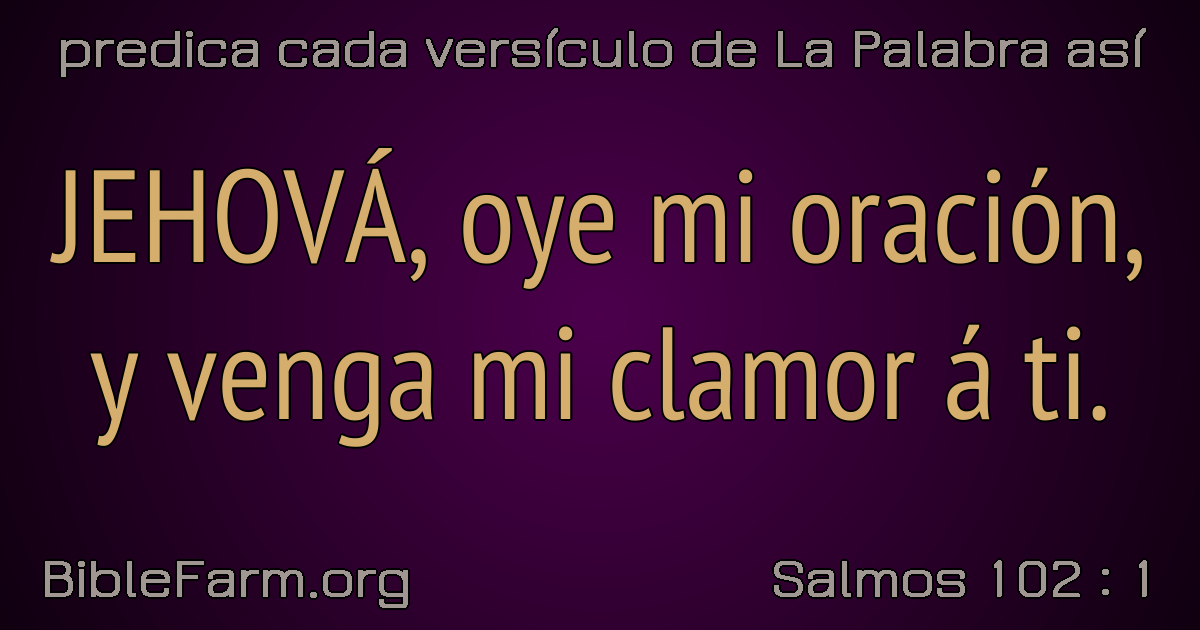 predica cada versículo de La Palabra así
JEHOVÁ, oye mi oración,
y venga mi clamor á ti.
BibleFarm.org
Salmos 102 : 1